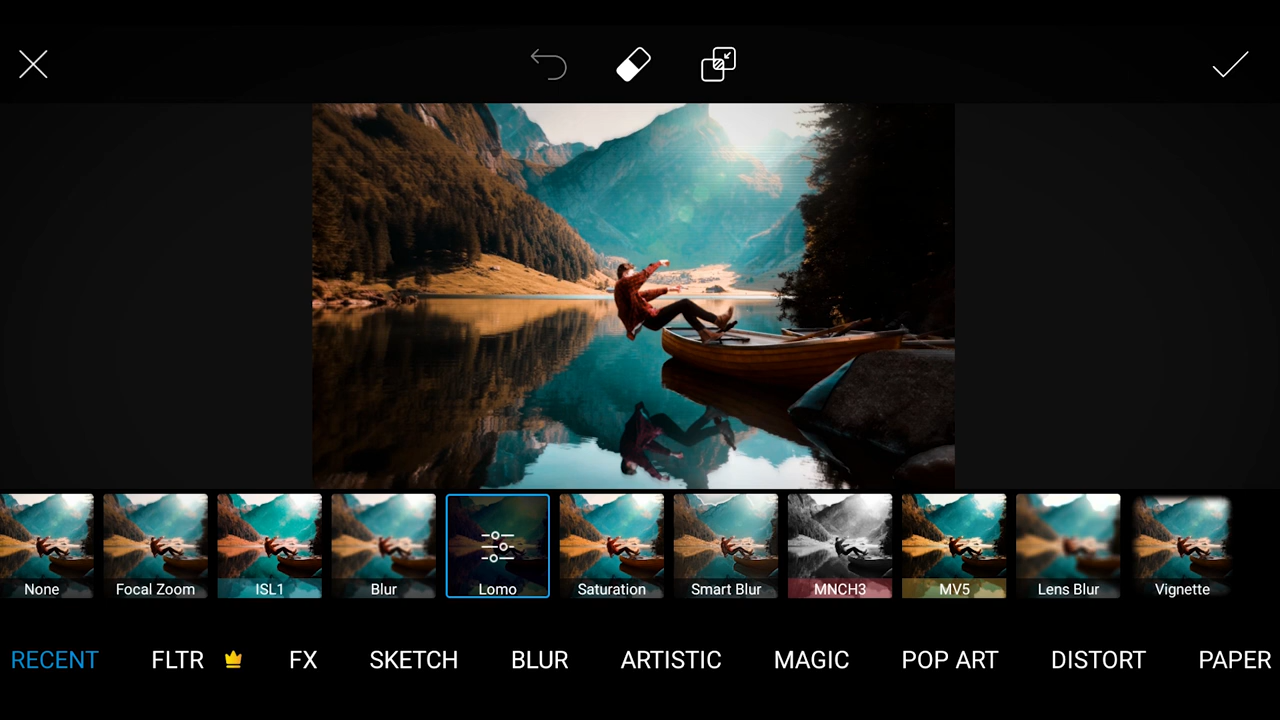 None Focal Zoom ISL1 Blur Lomo Saturation Smart Blur MNCH3 MV5 Lens Blur Vignette
RECENT FLTR FX SKETCH BLUR ARTISTIC MAGIC POP ART DISTORT PAPER